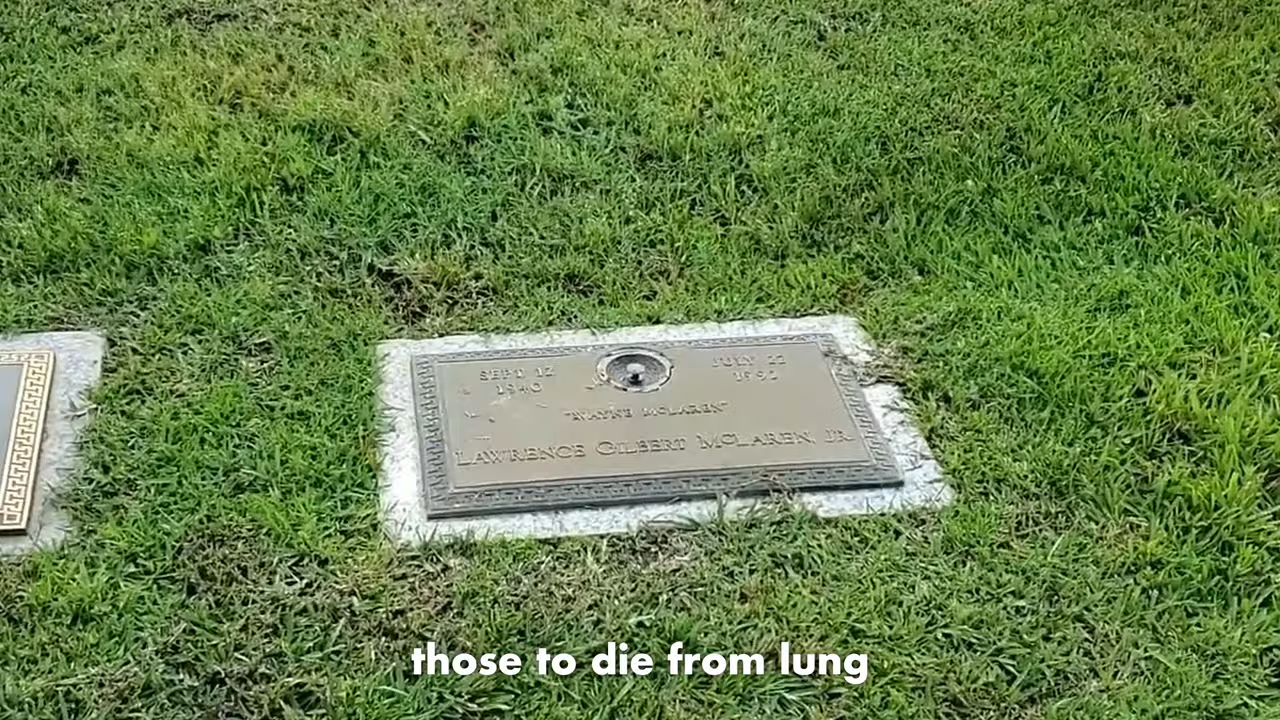 SEPT 12 JULY 22
1940 1992
"WAYNE MCLAREN"
LAWRENCE GILBERT MCLAREN, JR.
those to die from lung